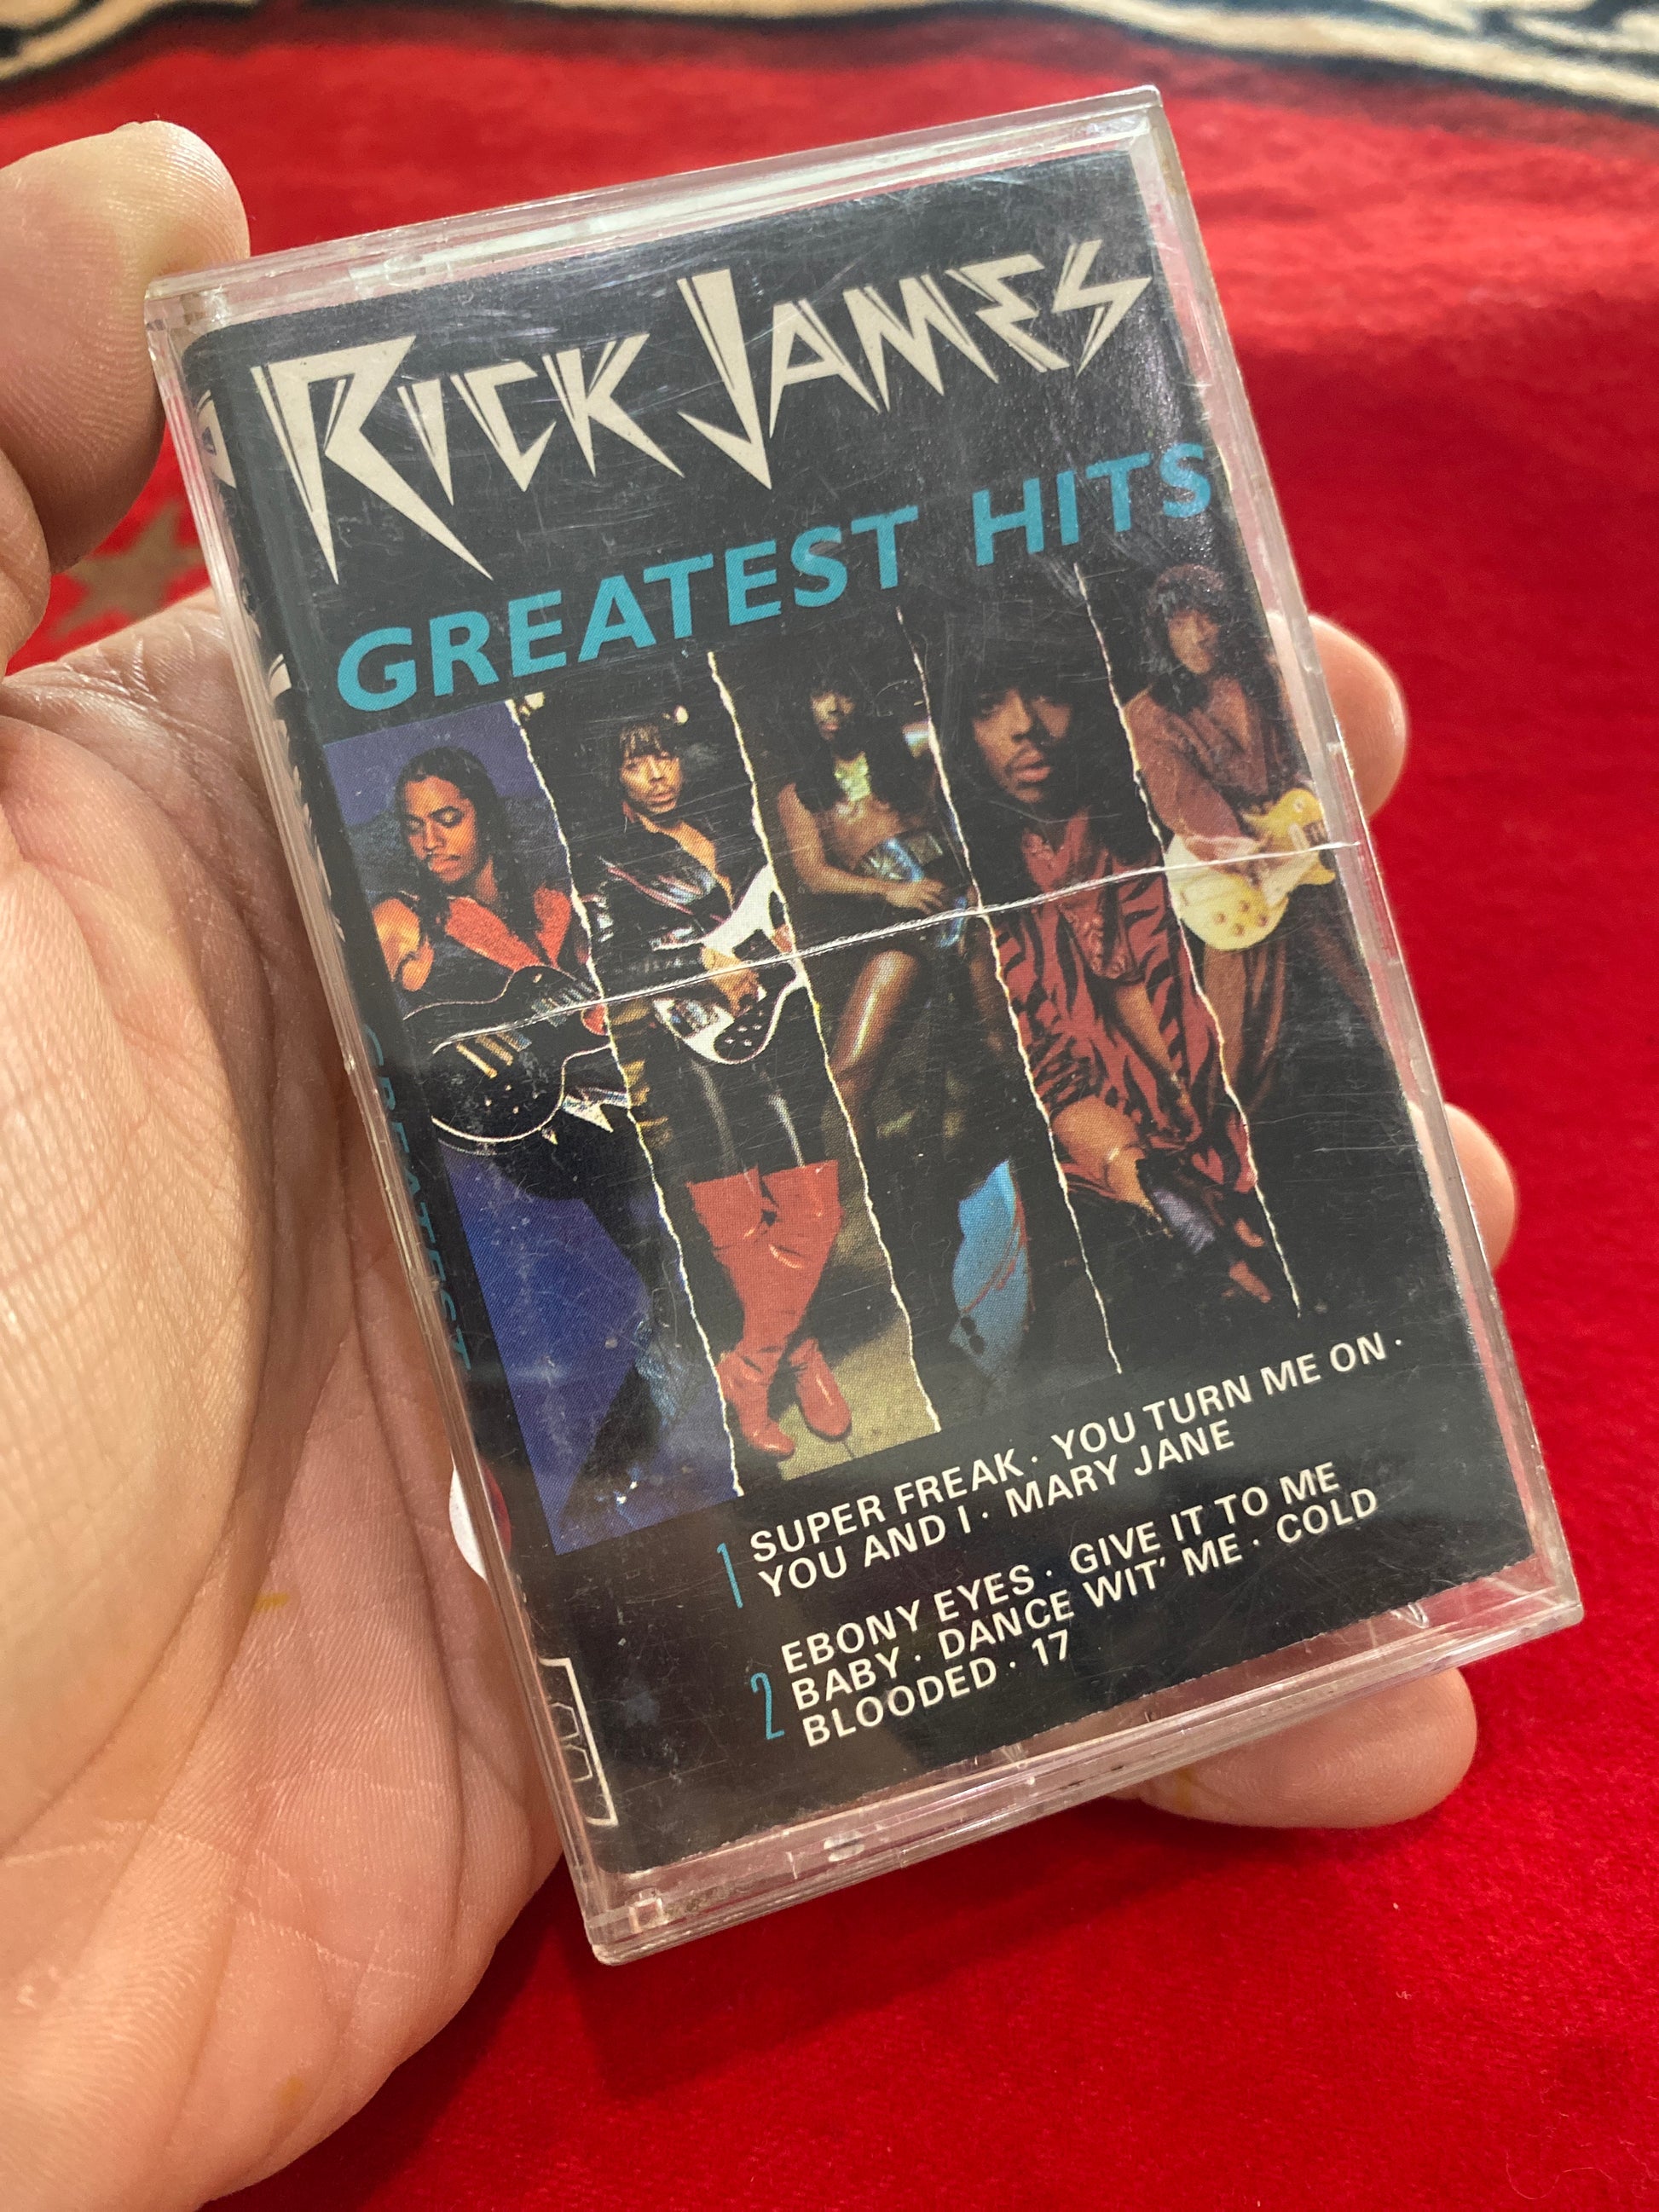 RICK JAMES
GREATEST HITS
1 SUPER FREAK · YOU TURN ME ON ·
YOU AND I · MARY JANE
2 EBONY EYES · GIVE IT TO ME
BABY · DANCE WIT' ME · COLD
BLOODED · 17
GREATEST